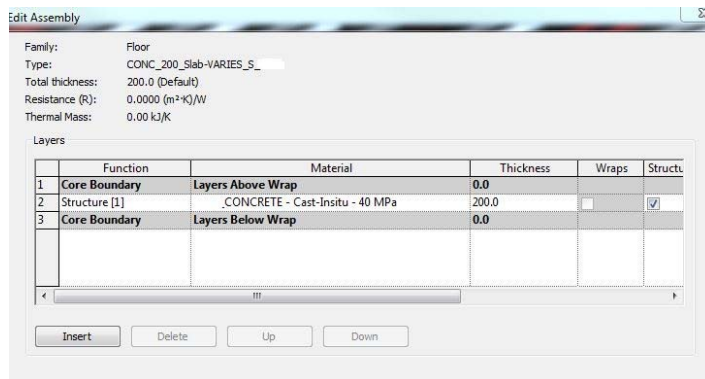 Edit Assembly
Family: Floor
Type: CONC_200_Slab-VARIES_S_
Total thickness: 200.0 (Default)
Resistance (R): 0.0000 (m²·K)/W
Thermal Mass: 0.00 kJ/K
Layers
Function Material Thickness Wraps Structu
1 Core Boundary Layers Above Wrap 0.0
2 Structure [1] _CONCRETE - Cast-Insitu - 40 MPa 200.0
3 Core Boundary Layers Below Wrap 0.0
Insert Delete Up Down